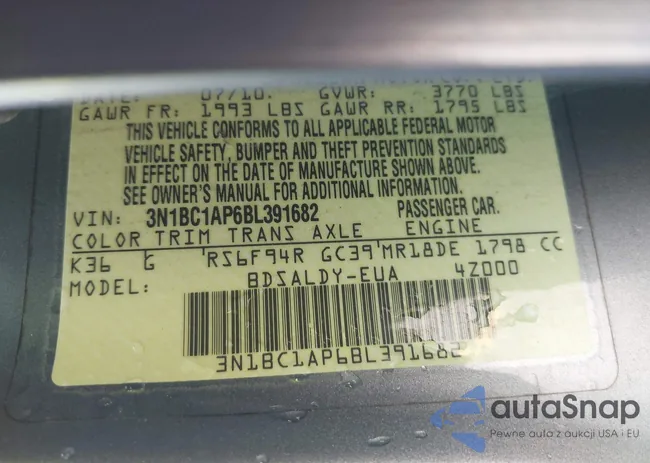 DATE: 07/10. GVWR: 3770 LBS
GAWR FR: 1993 LBS GAWR RR: 1795 LBS
THIS VEHICLE CONFORMS TO ALL APPLICABLE FEDERAL MOTOR
VEHICLE SAFETY, BUMPER AND THEFT PREVENTION STANDARDS
IN EFFECT ON THE DATE OF MANUFACTURE SHOWN ABOVE.
SEE OWNER'S MANUAL FOR ADDITIONAL INFORMATION.
VIN: 3N1BC1AP6BL391682 PASSENGER CAR.
COLOR TRIM TRANS AXLE ENGINE
K36 G RS6F94R GC39 MR18DE 1798 CC
MODEL: BDSALDY-EUA 4Z000
3N1BC1AP6BL391682
autaSnap
Pewne auta z aukcji USA i EU